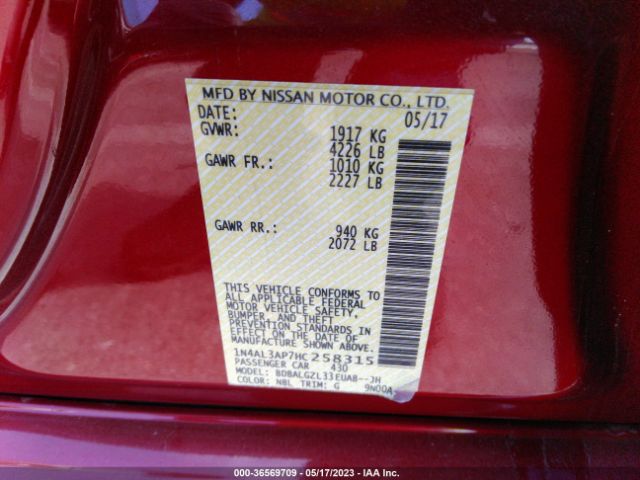 MFD BY NISSAN MOTOR CO., LTD.
DATE: 05/17
GVWR: 1917 KG
4226 LB
GAWR FR.: 1010 KG
2227 LB
GAWR RR.: 940 KG
2072 LB
THIS VEHICLE CONFORMS TO
ALL APPLICABLE FEDERAL
MOTOR VEHICLE SAFETY,
BUMPER, AND THEFT
PREVENTION STANDARDS IN
EFFECT ON THE DATE OF
MANUFACTURE SHOWN ABOVE.
1N4AL3AP7HC258315
PASSENGER CAR 430
MODEL: BDBALGZL33EUAB--JH
COLOR: NBL TRIM: G 9N00A
000-36569709 - 05/17/2023 - IAA Inc.